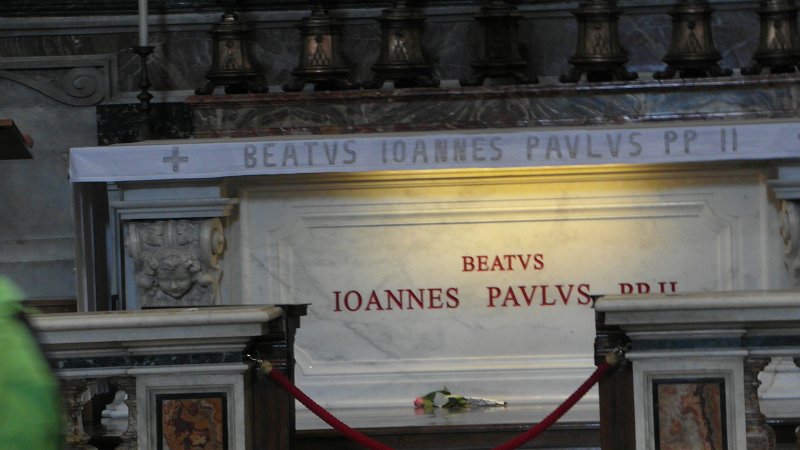 + BEATVS IOANNES PAVLVS PP II
BEATVS
IOANNES PAVLVS PP.II